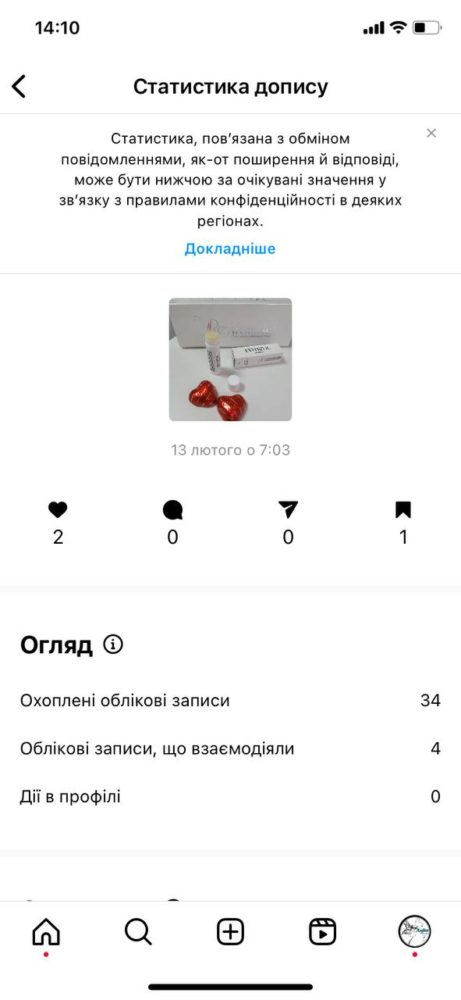 14:10
Статистика допису
Статистика, пов’язана з обміном
повідомленнями, як-от поширення й відповіді,
може бути нижчою за очікувані значення у
зв’язку з правилами конфіденційності в деяких
регіонах.
Докладніше
ESTHETIC
13 лютого о 7:03
2 0 0 1
Огляд
Охоплені облікові записи 34
Облікові записи, що взаємодіяли 4
Дії в профілі 0